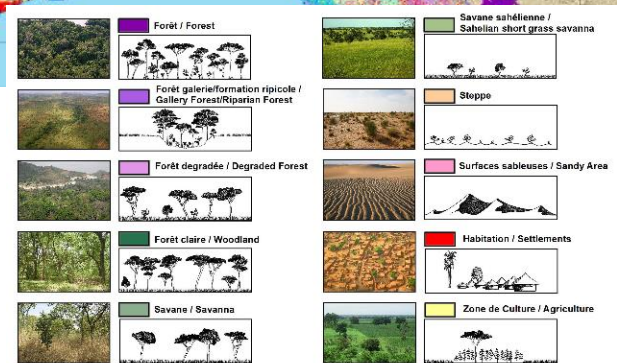 Forêt / Forest
Forêt galerie/formation ripicole /
Gallery Forest/Riparian Forest
Forêt degradée / Degraded Forest
Forêt claire / Woodland
Savane / Savanna
Savane sahélienne /
Sahelian short grass savanna
Steppe
Surfaces sableuses / Sandy Area
Habitation / Settlements
Zone de Culture / Agriculture